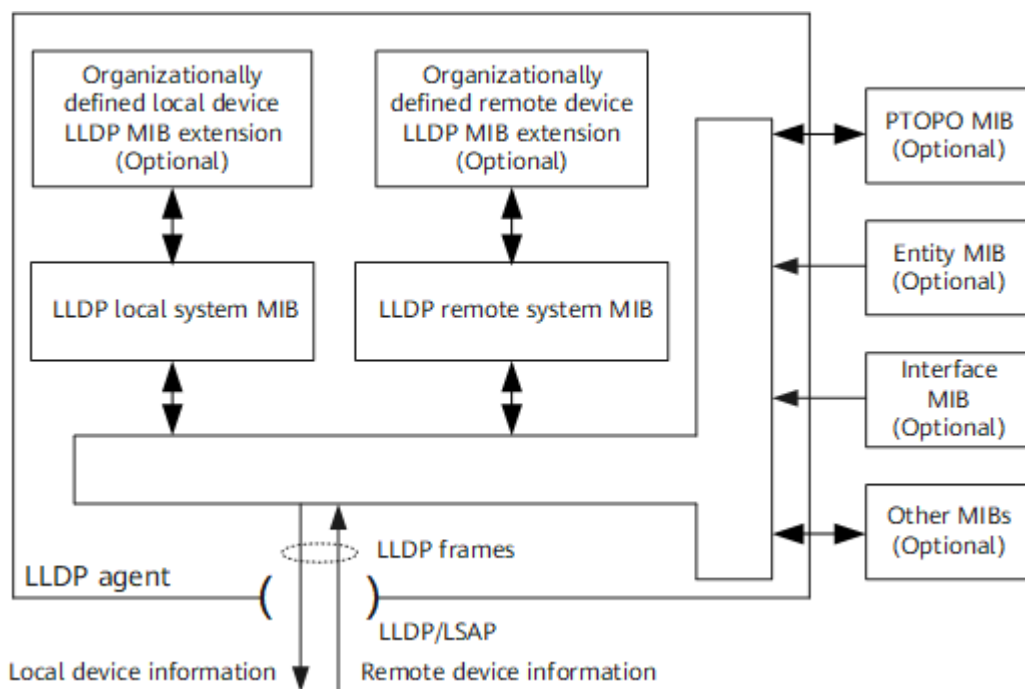 Organizationally
defined local device
LLDP MIB extension
(Optional)
Organizationally
defined remote device
LLDP MIB extension
(Optional)
PTOPO MIB
(Optional)
Entity MIB
(Optional)
LLDP local system MIB
LLDP remote system MIB
Interface
MIB
(Optional)
Other MIBs
(Optional)
LLDP frames
LLDP agent
LLDP/LSAP
Local device information
Remote device information